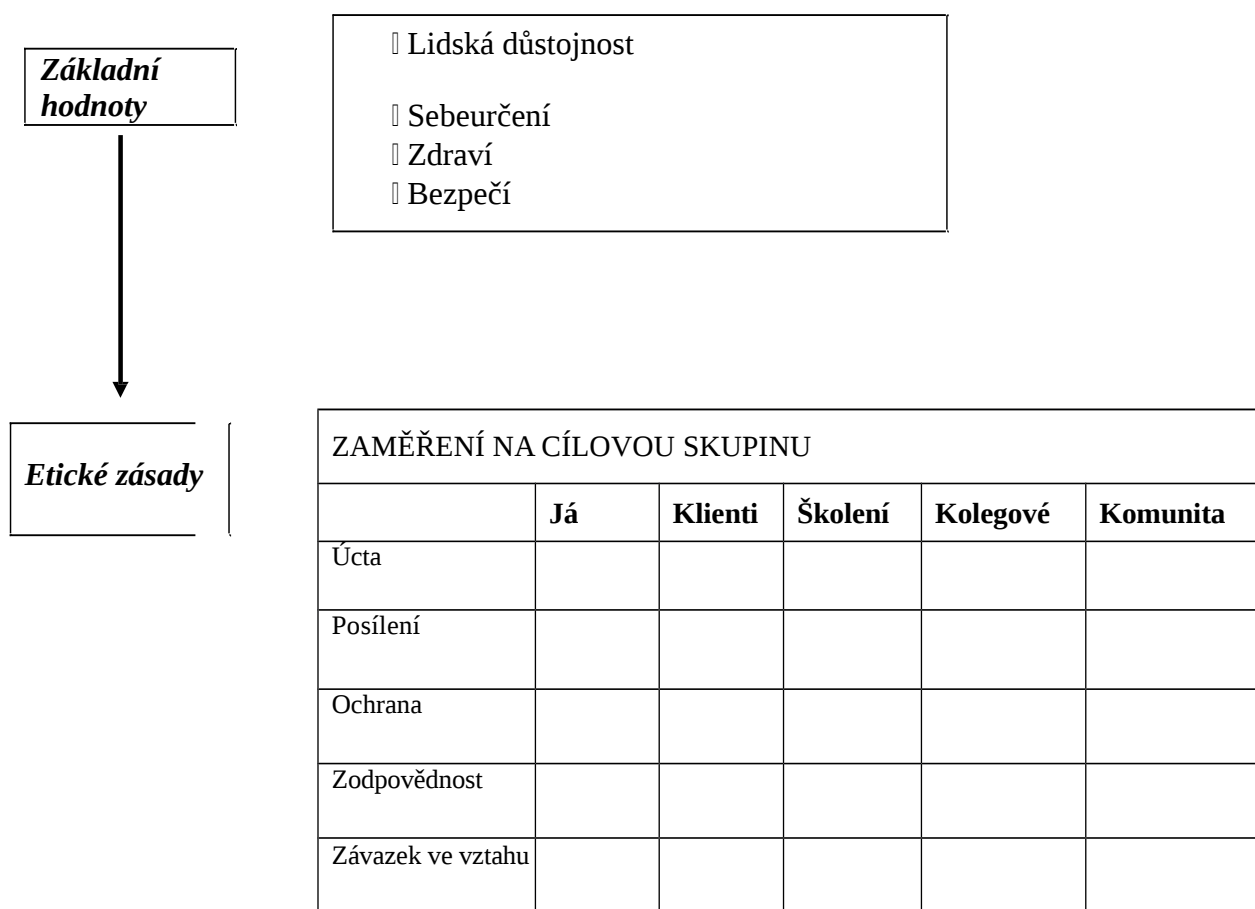 Základní
hodnoty
Lidská důstojnost
Sebeurčení
Zdraví
Bezpečí
Etické zásady
ZAMĚŘENÍ NA CÍLOVOU SKUPINU
Já Klienti Školení Kolegové Komunita
Úcta
Posílení
Ochrana
Zodpovědnost
Závazek ve vztahu